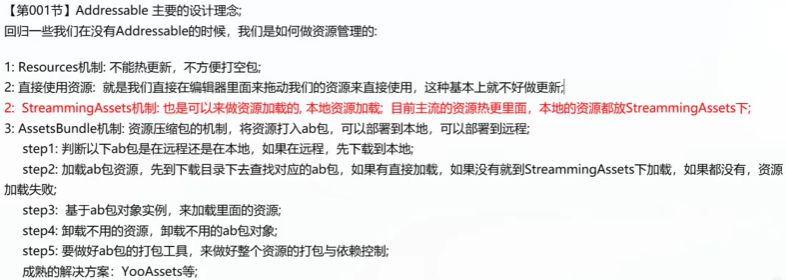 【第001节】Addressable 主要的设计理念;
回归一些我们在没有Addressable的时候，我们是如何做资源管理的:
1: Resources机制: 不能热更新，不方便打空包;
2: 直接使用资源:  就是我们直接在编辑器里面来拖动我们的资源来直接使用，这种基本上就不好做更新;
2:  StreammingAssets机制: 也是可以来做资源加载的, 本地资源加载;  目前主流的资源热更里面，本地的资源都放StreammingAssets下;
3: AssetsBundle机制: 资源压缩包的机制，将资源打入ab包，可以部署到本地，可以部署到远程;
step1: 判断以下ab包是在远程还是在本地，如果在远程，先下载到本地;
step2: 加载ab包资源，先到下载目录下去查找对应的ab包，如果有直接加载，如果没有就到StreammingAssets下加载，如果都没有，资源
加载失败;
step3:  基于ab包对象实例，来加载里面的资源;
step4: 卸载不用的资源，卸载不用的ab包对象;
step5: 要做好ab包的打包工具，来做好整个资源的打包与依赖控制;
成熟的解决方案：YooAssets等;